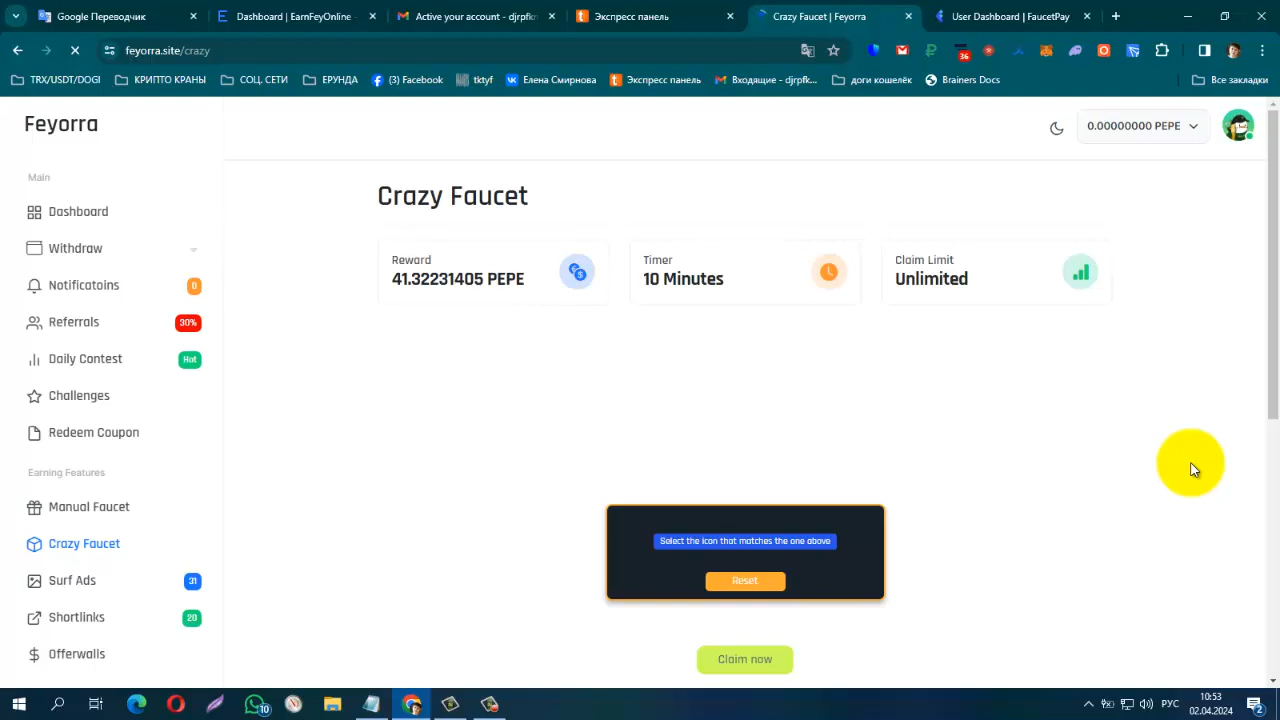 Google Переводчик
Dashboard | EarnFeyOnline -
Active your account - djrpfkmr
Экспресс панель
Crazy Faucet | Feyorra
User Dashboard | FaucetPay
feyorra.site/crazy
36
TRX/USDT/DOGI
КРИПТО КРАНЫ
СОЦ. СЕТИ
ЕРУНДА
(3) Facebook
tktyf
Елена Смирнова
Экспресс панель
Входящие - djrpfk...
доги кошелёк
Brainers Docs
Все закладки
Feyorra
0.00000000 PEPE
Main
Dashboard
Withdraw
Notificatoins
0
Referrals
30%
Daily Contest
Hot
Challenges
Redeem Coupon
Earning Features
Manual Faucet
Crazy Faucet
Surf Ads
31
Shortlinks
20
Offerwalls
Crazy Faucet
Reward
41.32231405 PEPE
Timer
10 Minutes
Claim Limit
Unlimited
Select the icon that matches the one above
Reset
Claim now
10
РУС
10:53
02.04.2024
2